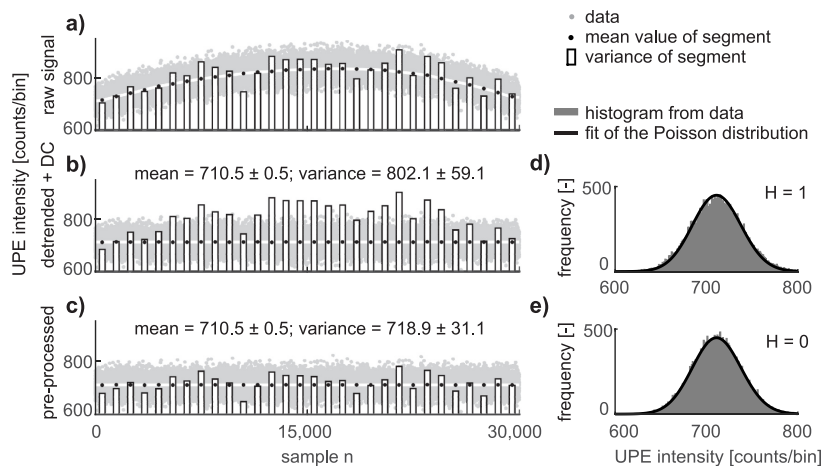 a)
data
mean value of segment
variance of segment
UPE intensity [counts/bin]
raw signal
800
600
histogram from data
fit of the Poisson distribution
b)
mean = 710.5 ± 0.5; variance = 802.1 ± 59.1
detrended + DC
800
600
d)
H = 1
frequency [-]
500
0
600
700
800
c)
mean = 710.5 ± 0.5; variance = 718.9 ± 31.1
pre-processed
800
600
0
15,000
30,000
sample n
e)
H = 0
frequency [-]
500
0
600
700
800
UPE intensity [counts/bin]